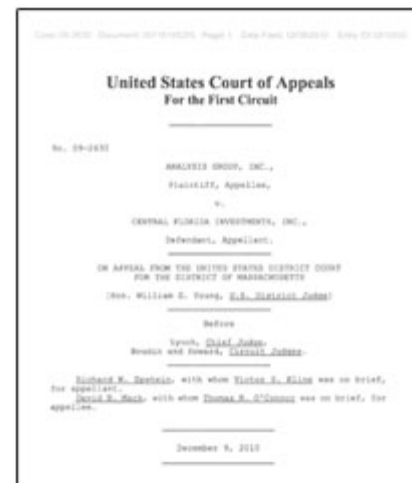 United States Court of Appeals
For the First Circuit
ANALYSIS GROUP, INC.,
Plaintiff, Appellee,
v.
CENTRAL FLORIDA INVESTMENTS, INC.,
Defendant, Appellant.
ON APPEAL FROM THE UNITED STATES DISTRICT COURT
FOR THE DISTRICT OF MASSACHUSETTS
[Hon. William G. Young, U.S. District Judge]
Before
Lynch, Chief Judge,
Boudin and Howard, Circuit Judges.
Richard W. Epstein, with whom Victor S. Kline was on brief,
for appellant.
David B. Mack, with whom Thomas M. O'Connor was on brief, for
appellee.
December 9, 2010